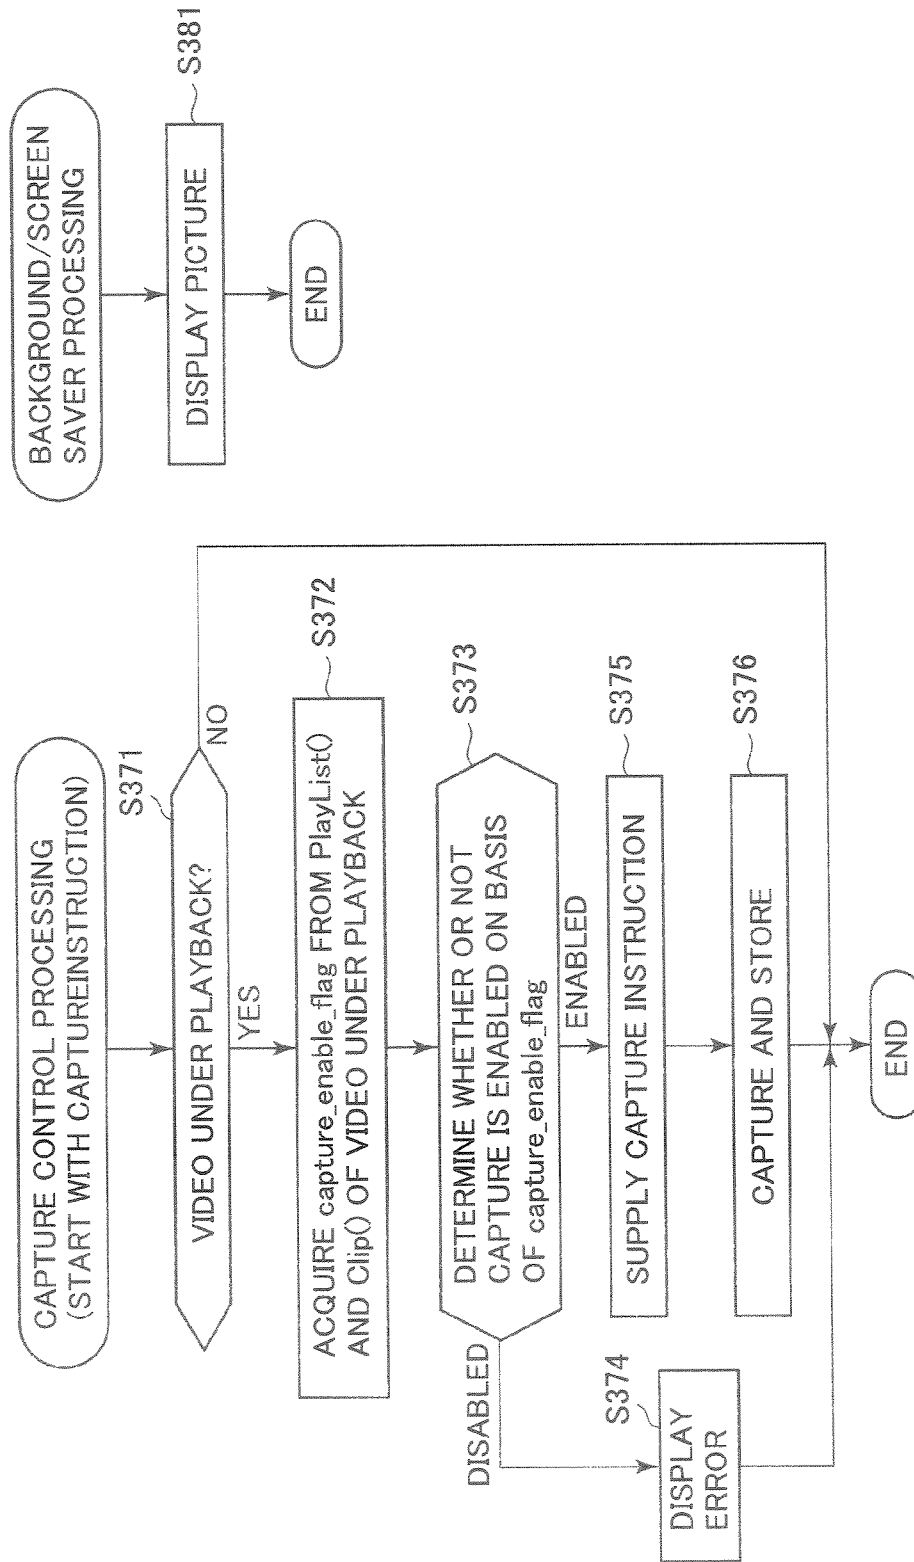 CAPTURE CONTROL PROCESSING
(START WITH CAPTUREINSTRUCTION)
S371
VIDEO UNDER PLAYBACK?
NO
YES
S372
ACQUIRE capture_enable_flag FROM PlayList()
AND Clip() OF VIDEO UNDER PLAYBACK
S373
DETERMINE WHETHER OR NOT
CAPTURE IS ENABLED ON BASIS
OF capture_enable_flag
DISABLED
ENABLED
S374
DISPLAY
ERROR
S375
SUPPLY CAPTURE INSTRUCTION
S376
CAPTURE AND STORE
END
BACKGROUND/SCREEN
SAVER PROCESSING
S381
DISPLAY PICTURE
END